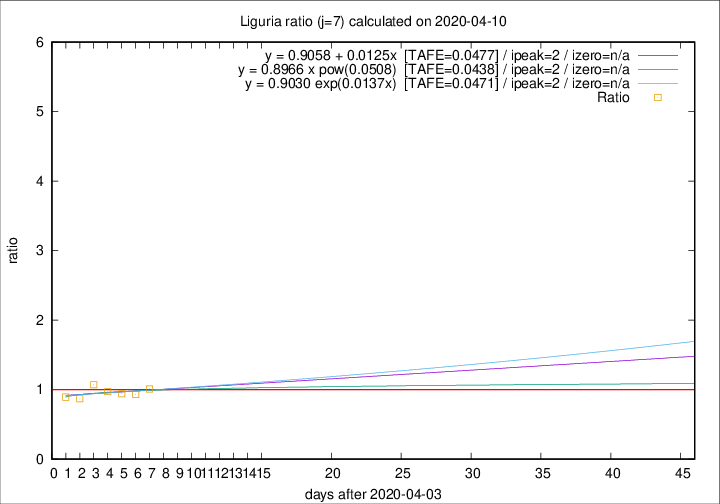 Liguria ratio (j=7) calculated on 2020-04-10
y = 0.9058 + 0.0125x [TAFE=0.0477] / ipeak=2 / izero=n/a
y = 0.8966 x pow(0.0508) [TAFE=0.0438] / ipeak=2 / izero=n/a
y = 0.9030 exp(0.0137x) [TAFE=0.0471] / ipeak=2 / izero=n/a
Ratio
6
5
4
3
2
1
0
ratio
0 1 2 3 4 5 6 7 8 9 10 11 12 13 14 15 20 25 30 35 40 45
days after 2020-04-03